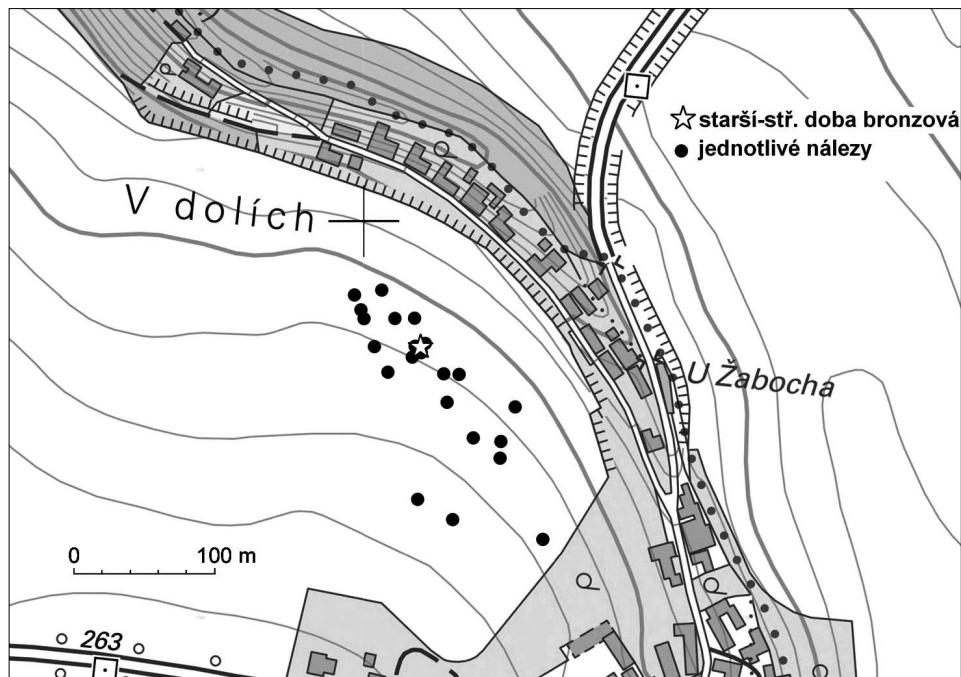 starší-stř. doba bronzová
jednotlivé nálezy
V dolích
U Žabocha
0 100 m
263